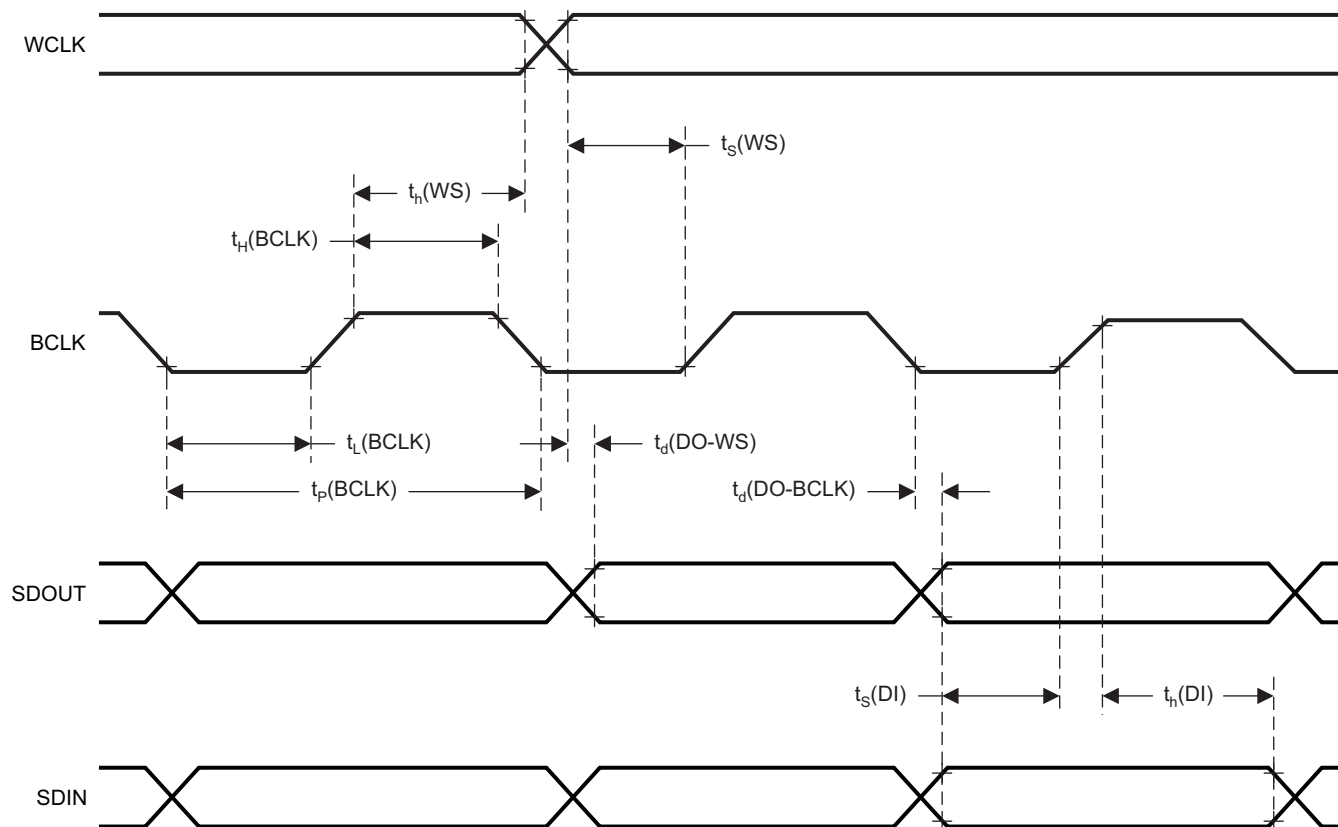 WCLK
tS(WS)
th(WS)
tH(BCLK)
BCLK
tL(BCLK)
td(DO-WS)
tP(BCLK)
td(DO-BCLK)
SDOUT
tS(DI)
th(DI)
SDIN